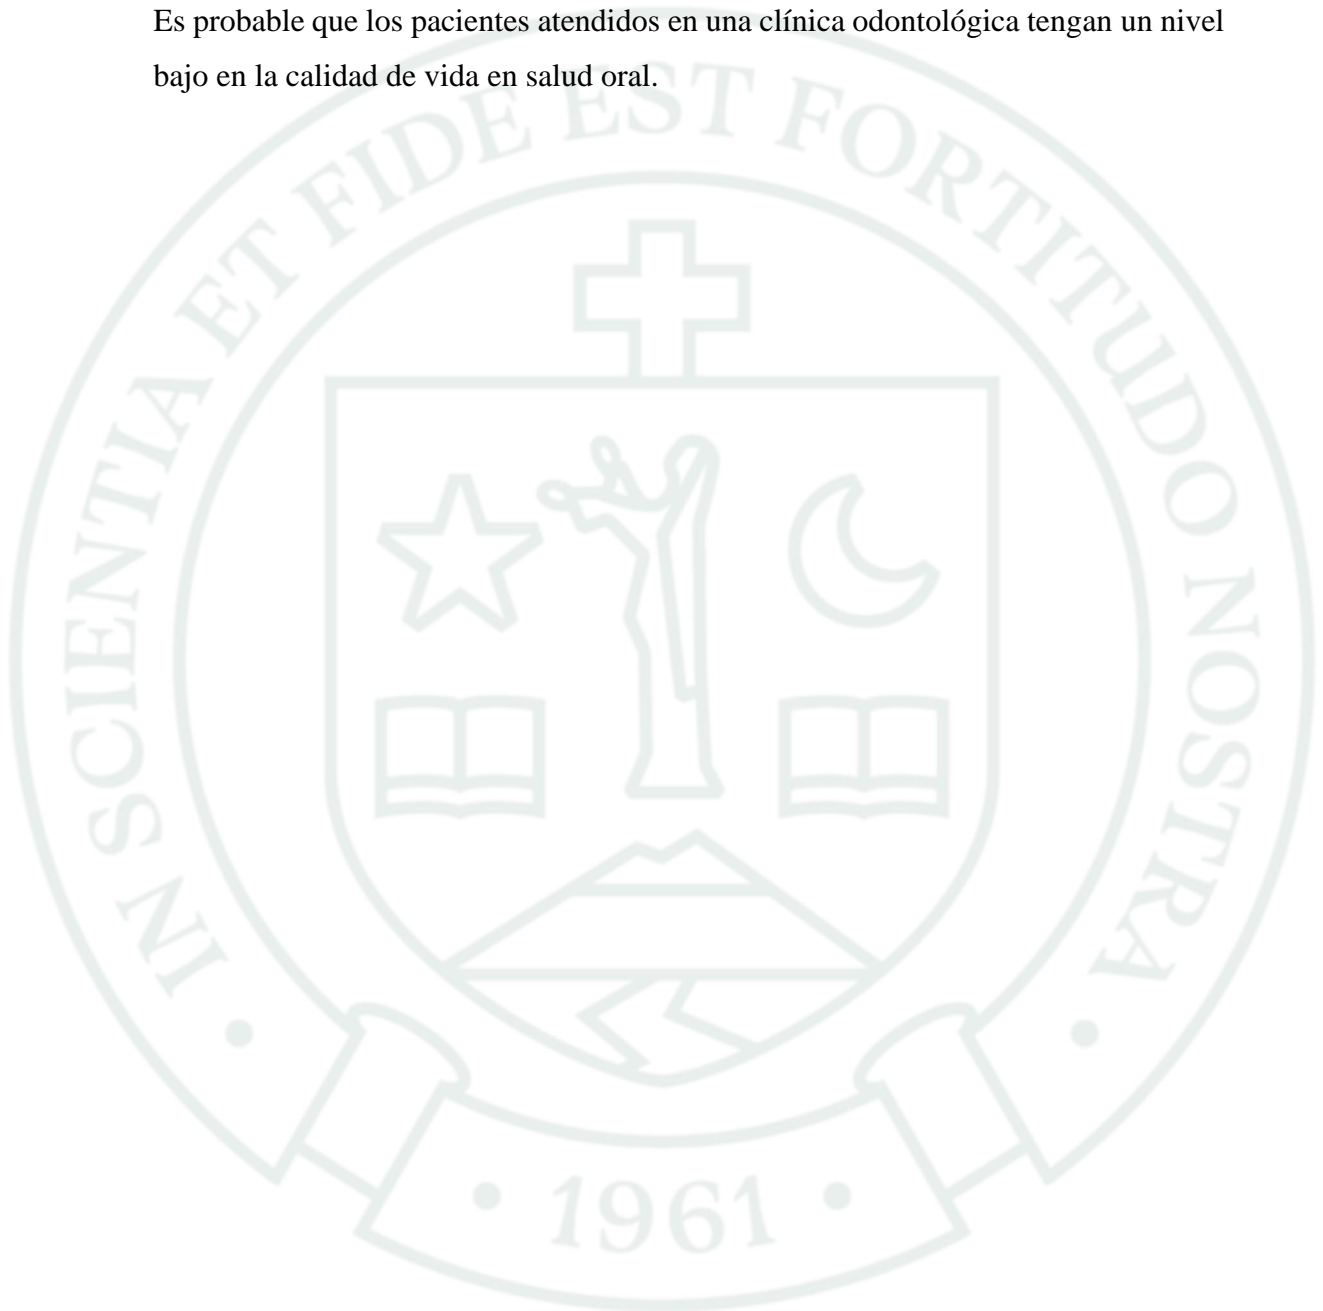 Es probable que los pacientes atendidos en una clínica odontológica tengan un nivel
bajo en la calidad de vida en salud oral.
IN SCIENTIA ET FIDE EST FORTITUDO NOSTRA
• 1961 •